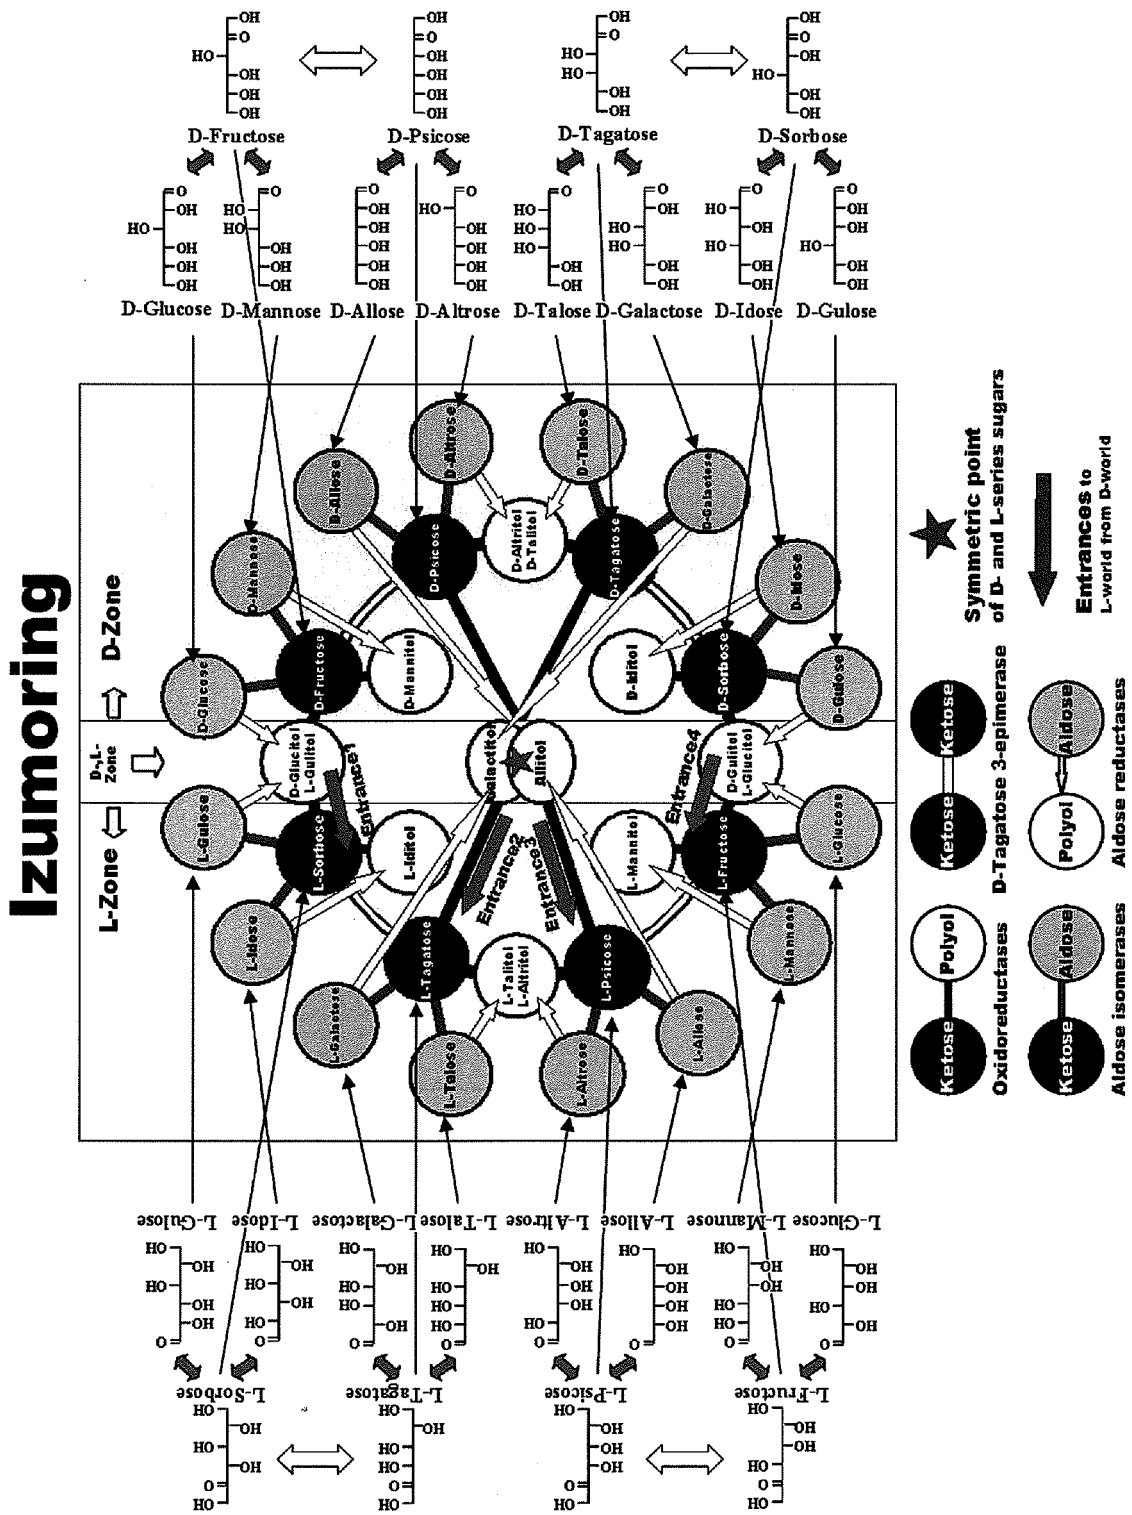 Izumoring
L-Zone
D,L-
Zone
D-Zone
D-Fructose
D-Psicose
D-Tagatose
D-Sorbose
D-Glucose
D-Mannose
D-Allose
D-Altrose
D-Talose
D-Galactose
D-Idose
D-Gulose
D-Glucose
D-Mannose
D-Allose
D-Altrose
D-Talose
D-Galactose
D-Idose
D-Gulose
D-Fructose
D-Psicose
D-Tagatose
D-Sorbose
D-Mannitol
D-Altritol
D-Talitol
D-Iditol
D-Glucitol
L-Gulitol
Galactitol
Allitol
D-Gulitol
L-Glucitol
Entrance1
Entrance2
Entrance3
Entrance4
L-Sorbose
L-Tagatose
L-Psicose
L-Fructose
L-Iditol
L-Talitol
L-Altritol
L-Mannitol
L-Gulose
L-Idose
L-Galactose
L-Talose
L-Altrose
L-Allose
L-Mannose
L-Glucose
L-Gulose
L-Idose
L-Galactose
L-Talose
L-Altrose
L-Allose
L-Mannose
L-Glucose
L-Sorbose
L-Tagatose
L-Psicose
L-Fructose
Ketose
Polyol
Oxidoreductases
Ketose
Ketose
D-Tagatose 3-epimerase
Symmetric point
of D- and L-series sugars
Ketose
Aldose
Aldose isomerases
Polyol
Aldose
Aldose reductases
Entrances to
L-world from D-world